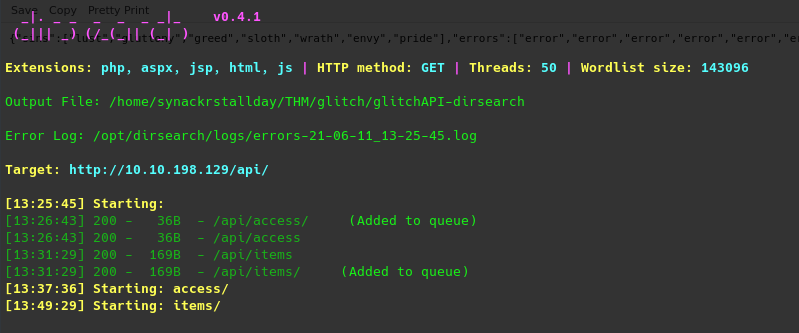 Save Copy Pretty Print
v0.4.1
"greed","sloth","wrath","envy","pride"],"errors":["error","error","error","error","error","e
Extensions: php, aspx, jsp, html, js | HTTP method: GET | Threads: 50 | Wordlist size: 143096
Output File: /home/synackrstallday/THM/glitch/glitchAPI-dirsearch
Error Log: /opt/dirsearch/logs/errors-21-06-11_13-25-45.log
Target: http://10.10.198.129/api/
[13:25:45] Starting:
[13:26:43] 200 -   36B  - /api/access/     (Added to queue)
[13:26:43] 200 -   36B  - /api/access
[13:31:29] 200 -  169B  - /api/items
[13:31:29] 200 -  169B  - /api/items/     (Added to queue)
[13:37:36] Starting: access/
[13:49:29] Starting: items/